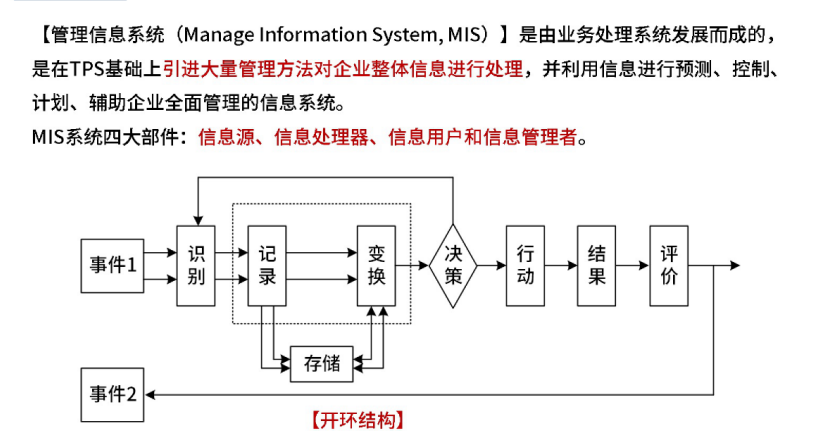 【管理信息系统（Manage Information System, MIS）】是由业务处理系统发展而成的，
是在TPS基础上引进大量管理方法对企业整体信息进行处理，并利用信息进行预测、控制、
计划、辅助企业全面管理的信息系统。
MIS系统四大部件：信息源、信息处理器、信息用户和信息管理者。
事件1
识别
记录
变换
决策
行动
结果
评价
存储
事件2
【开环结构】